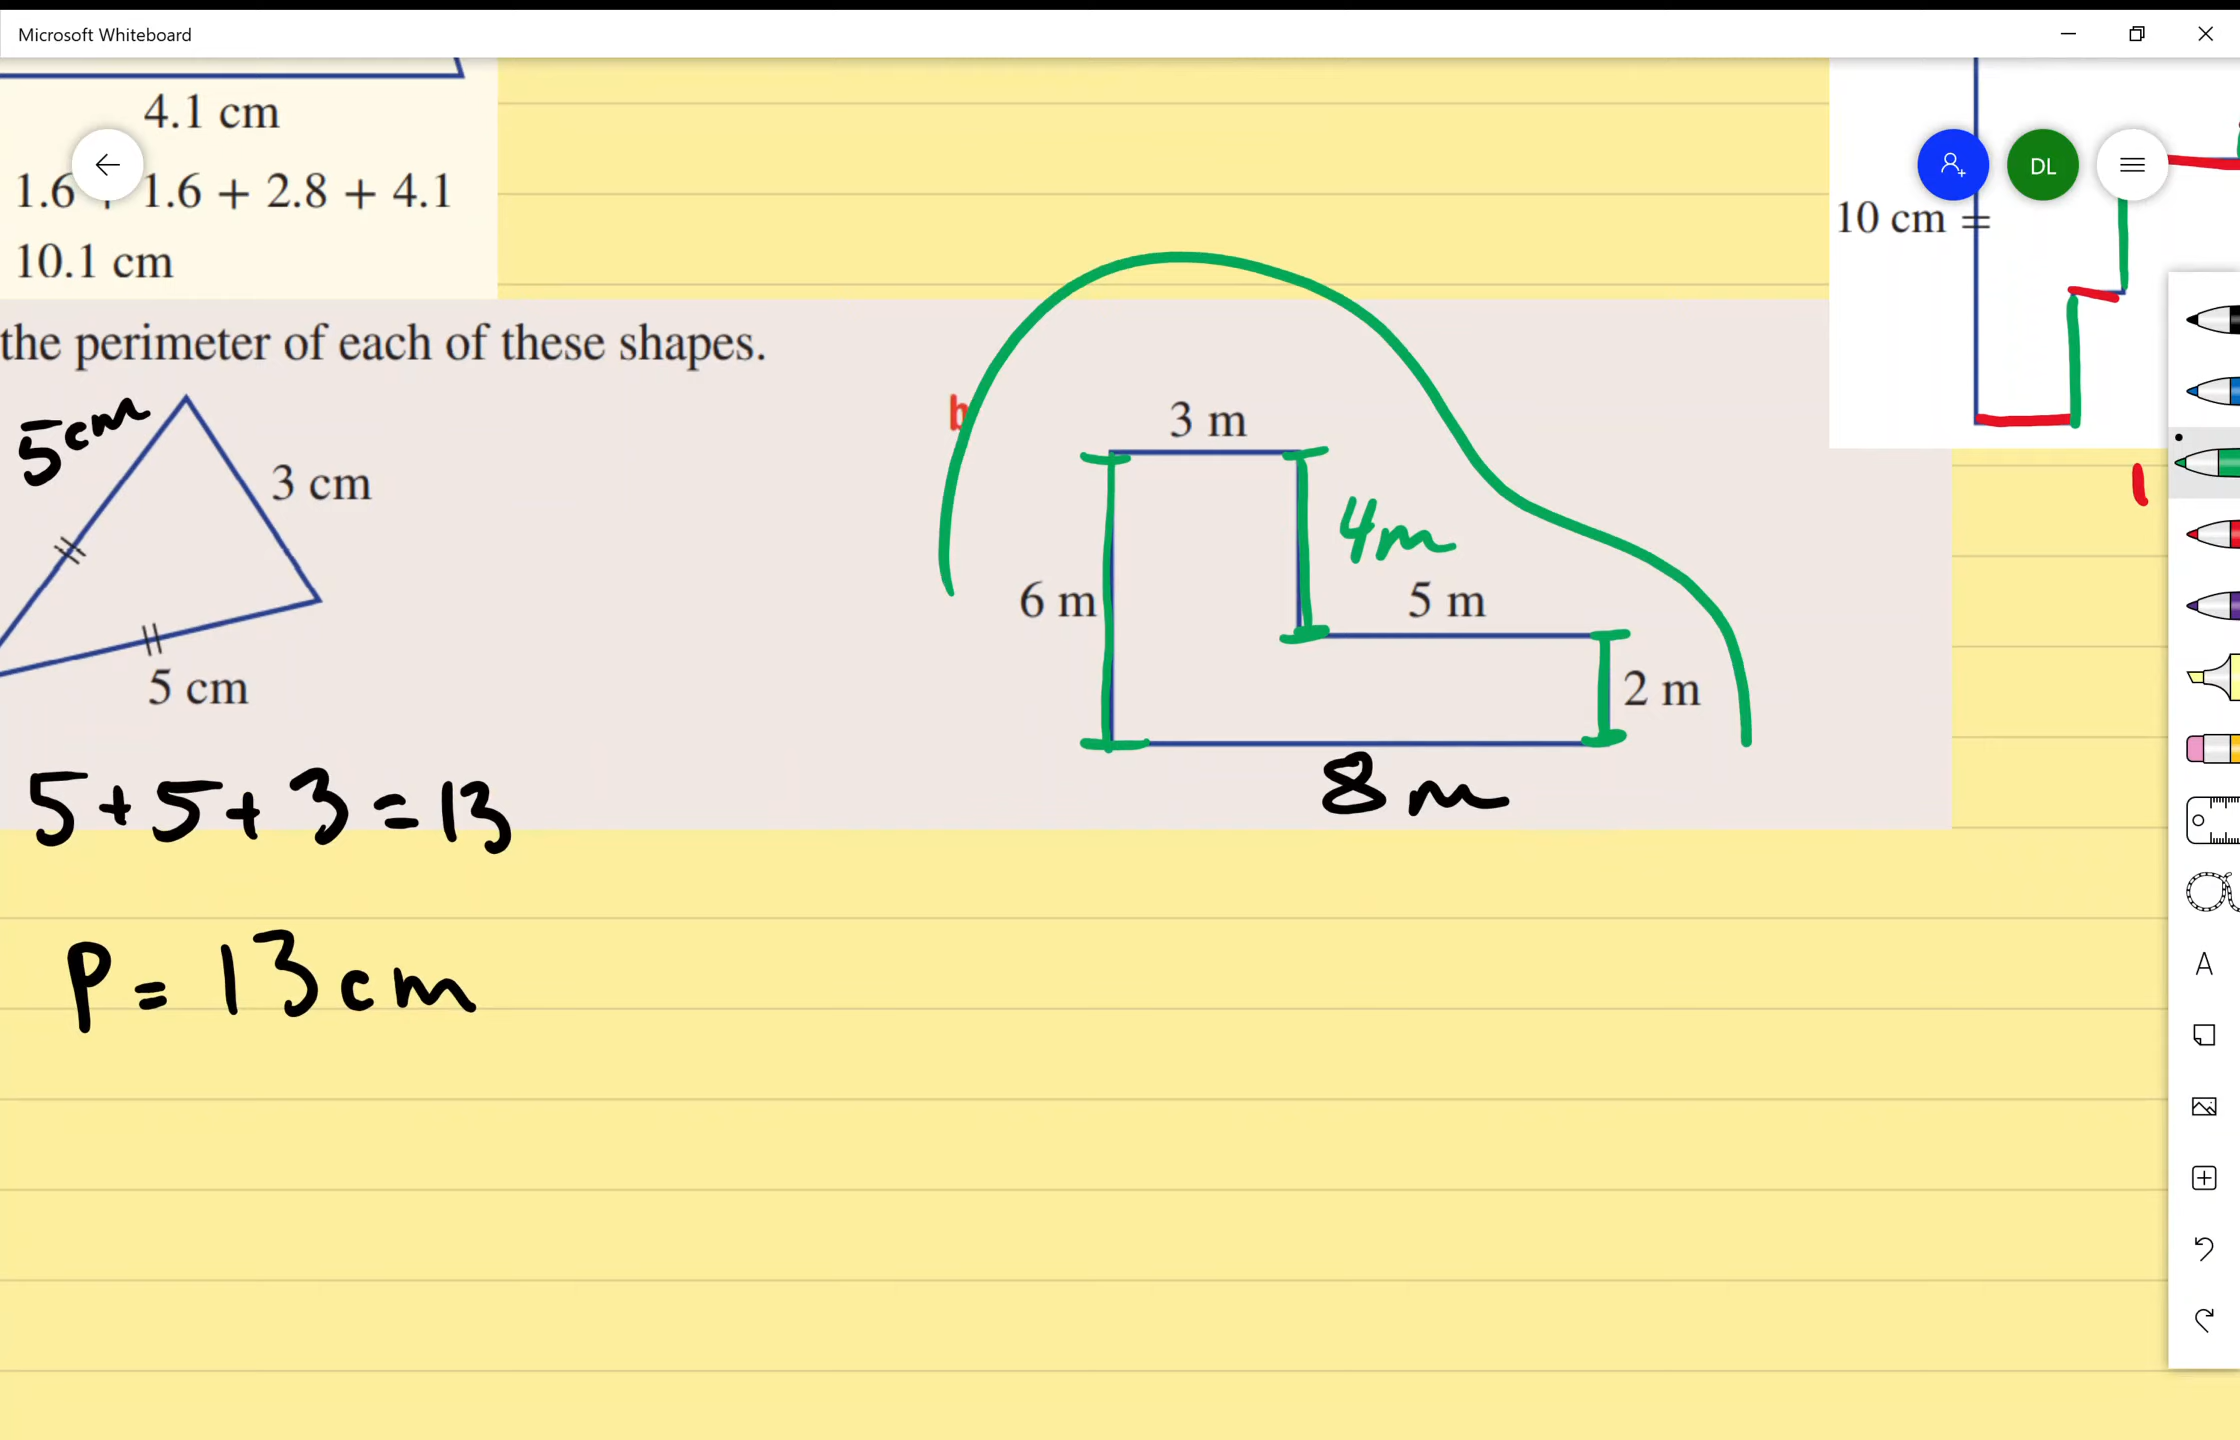 Microsoft Whiteboard
4.1 cm
1.6 + 1.6 + 2.8 + 4.1
10.1 cm
10 cm
DL
the perimeter of each of these shapes.
5cm
3 cm
5 cm
b
3 m
4m
6 m
5 m
2 m
8m
5+5+3=13
P=13cm